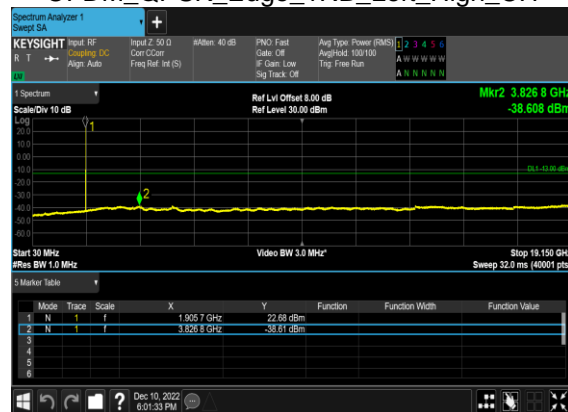 Spectrum Analyzer 1
Swept SA
+
KEYSIGHT Input: RF Input Z: 50 Ω #Atten: 40 dB PNO: Fast Avg Type: Power (RMS) 1 2 3 4 5 6
R T Coupling: DC Corr CCorr Gate: Off Avg|Hold: 100/100 A W W W W W
Align: Auto Freq Ref: Int (S) IF Gain: Low Trig: Free Run
LW Sig Track: Off A N N N N N
1 Spectrum Ref Lvl Offset 8.00 dB Mkr2 3.826 8 GHz
Scale/Div 10 dB Ref Level 30.00 dBm -38.608 dBm
Log
20.0
10.0
0.00
-10.0
-20.0
-30.0
-40.0
-50.0
-60.0
1
DL1 -13.00 dBm
2
Start 30 MHz Video BW 3.0 MHz* Stop 19.150 GHz
#Res BW 1.0 MHz Sweep 32.0 ms (40001 pts)
5 Marker Table
Mode Trace Scale X Y Function Function Width Function Value
1 N 1 f 1.905 7 GHz 22.68 dBm
2 N 1 f 3.826 8 GHz -38.61 dBm
3
4
5
6
? Dec 10, 2022
6:01:33 PM